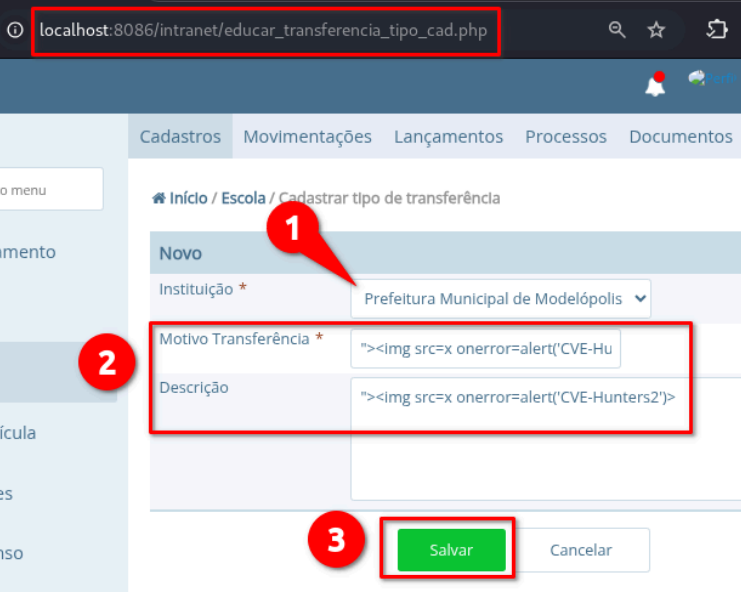 localhost:8086/intranet/educar_transferencia_tipo_cad.php
Cadastros Movimentações Lançamentos Processos Documentos
o menu
Início / Escola / Cadastrar tipo de transferência
amento
1
Novo
Instituição *
Prefeitura Municipal de Modelópolis
2
Motivo Transferência *
"><img src=x onerror=alert('CVE-Hu
Descrição
"><img src=x onerror=alert('CVE-Hunters2')>
ícula
es
nso
3
Salvar
Cancelar